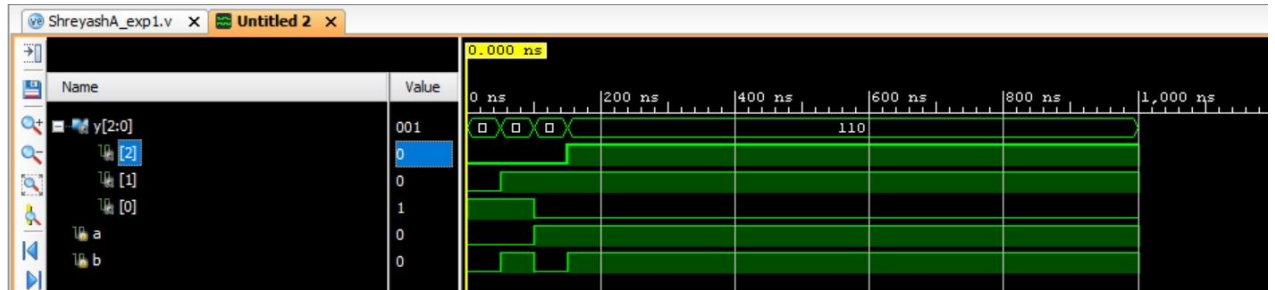 ShreyashA_exp1.v X Untitled 2 X
0.000 ns
Name Value
0 ns 200 ns 400 ns 600 ns 800 ns 1,000 ns
y[2:0] 001 110
[2] 0
[1] 0
[0] 1
a 0
b 0